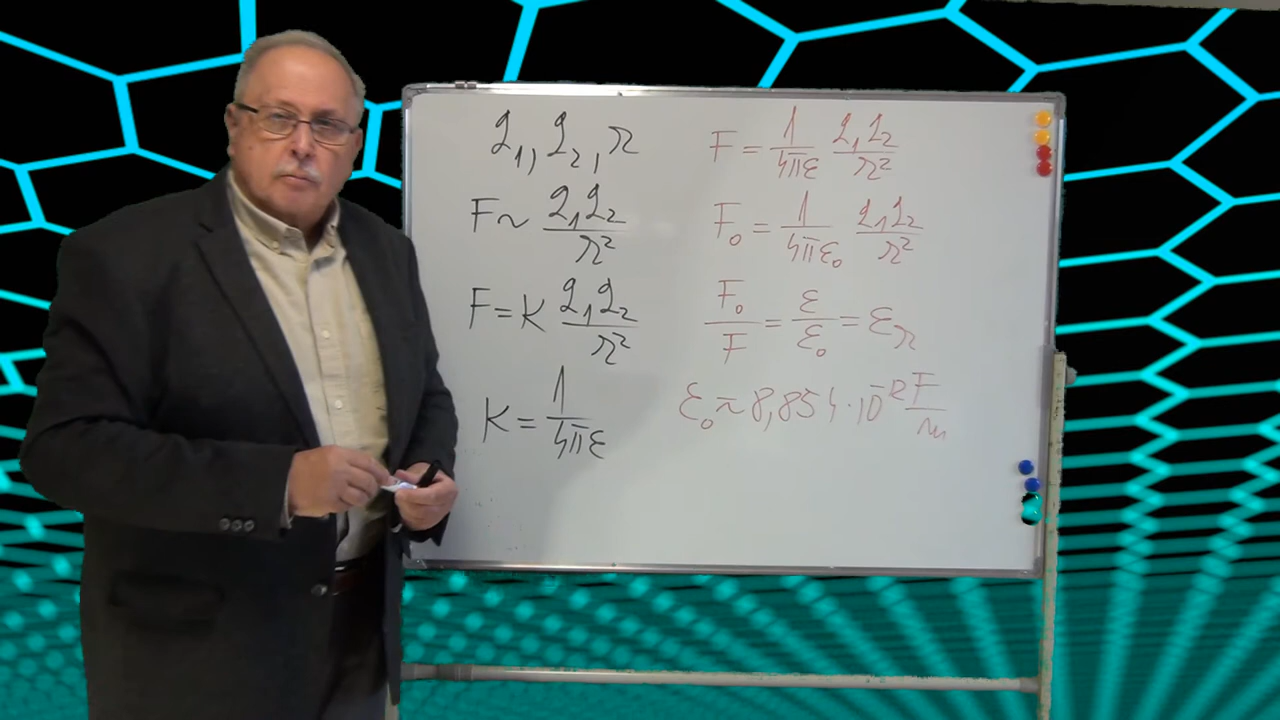 q₁, q₂, r
F ~ q₁q₂/r²
F = K q₁q₂/r²
K = 1/4πε
F = 1/4πε q₁q₂/r²
F₀ = 1/4πε₀ q₁q₂/r²
F₀/F = ε/ε₀ = εr
ε₀ ≈ 8,854·10⁻¹² F/m